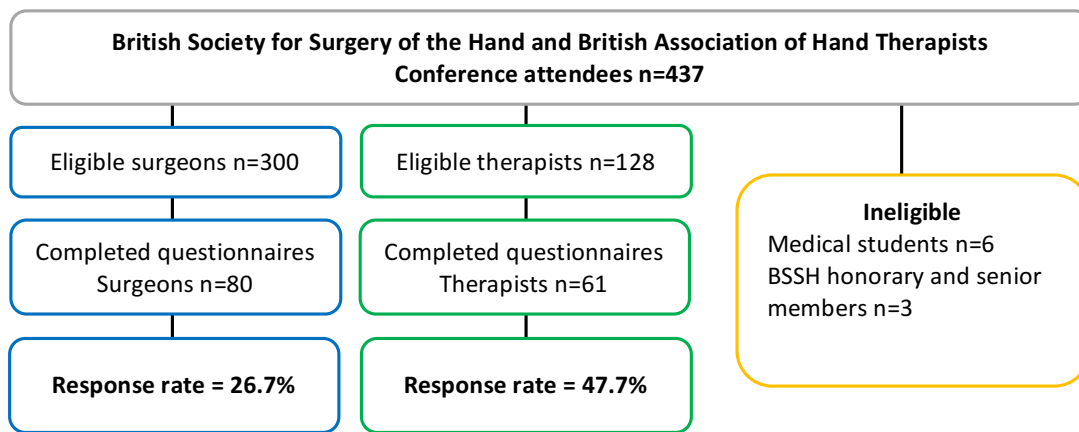 British Society for Surgery of the Hand and British Association of Hand Therapists
Conference attendees n=437
Eligible surgeons n=300
Completed questionnaires
Surgeons n=80
Response rate = 26.7%
Eligible therapists n=128
Completed questionnaires
Therapists n=61
Response rate = 47.7%
Ineligible
Medical students n=6
BSSH honorary and senior
members n=3